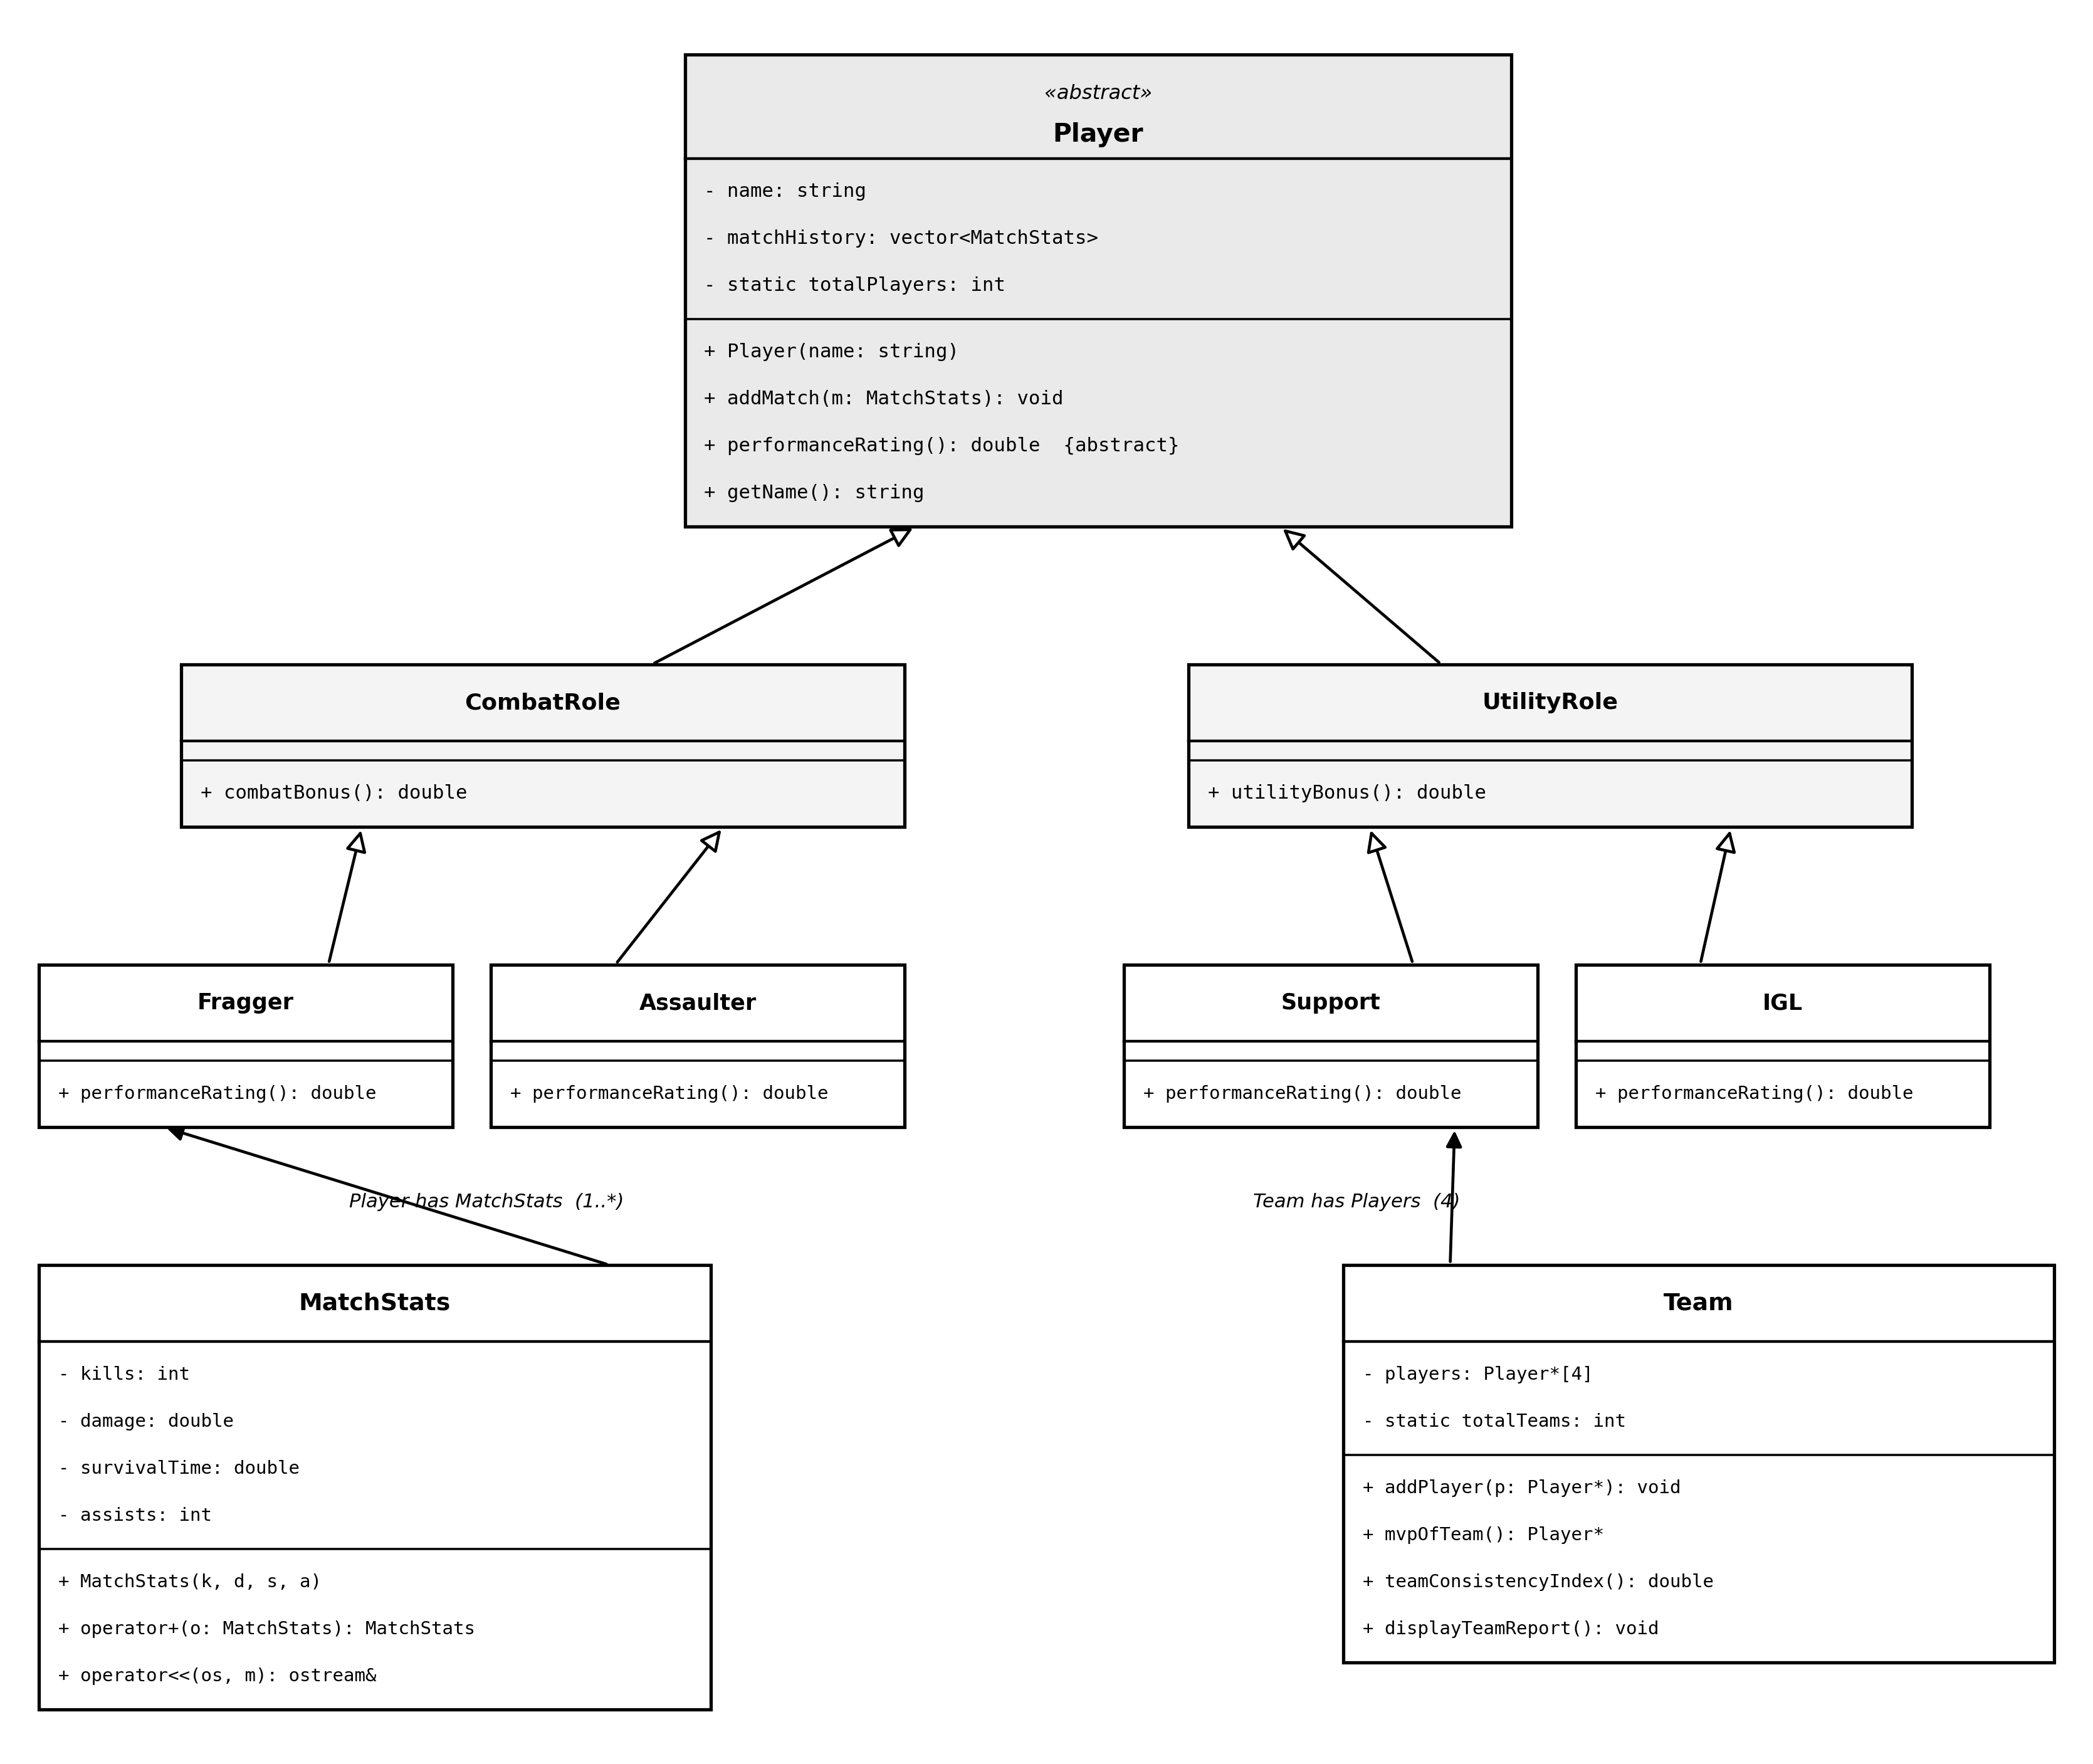 «abstract»
Player
- name: string
- matchHistory: vector<MatchStats>
- static totalPlayers: int
+ Player(name: string)
+ addMatch(m: MatchStats): void
+ performanceRating(): double  {abstract}
+ getName(): string
CombatRole
+ combatBonus(): double
UtilityRole
+ utilityBonus(): double
Fragger
+ performanceRating(): double
Assaulter
+ performanceRating(): double
Support
+ performanceRating(): double
IGL
+ performanceRating(): double
Player has MatchStats  (1..*)
Team has Players  (4)
MatchStats
- kills: int
- damage: double
- survivalTime: double
- assists: int
+ MatchStats(k, d, s, a)
+ operator+(o: MatchStats): MatchStats
+ operator<<(os, m): ostream&
Team
- players: Player*[4]
- static totalTeams: int
+ addPlayer(p: Player*): void
+ mvpOfTeam(): Player*
+ teamConsistencyIndex(): double
+ displayTeamReport(): void